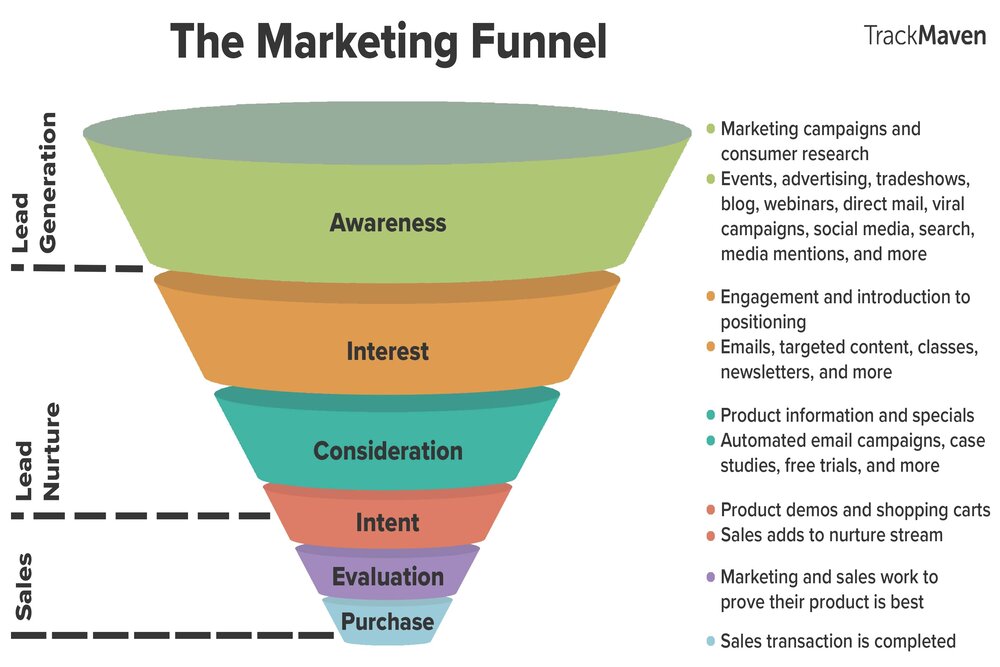 The Marketing Funnel
TrackMaven
Lead
Generation
Awareness
• Marketing campaigns and
consumer research
• Events, advertising, tradeshows,
blog, webinars, direct mail, viral
campaigns, social media, search,
media mentions, and more
Interest
• Engagement and introduction to
positioning
• Emails, targeted content, classes,
newsletters, and more
Lead
Nurture
Consideration
• Product information and specials
• Automated email campaigns, case
studies, free trials, and more
Intent
• Product demos and shopping carts
• Sales adds to nurture stream
Sales
Evaluation
• Marketing and sales work to
prove their product is best
Purchase
• Sales transaction is completed